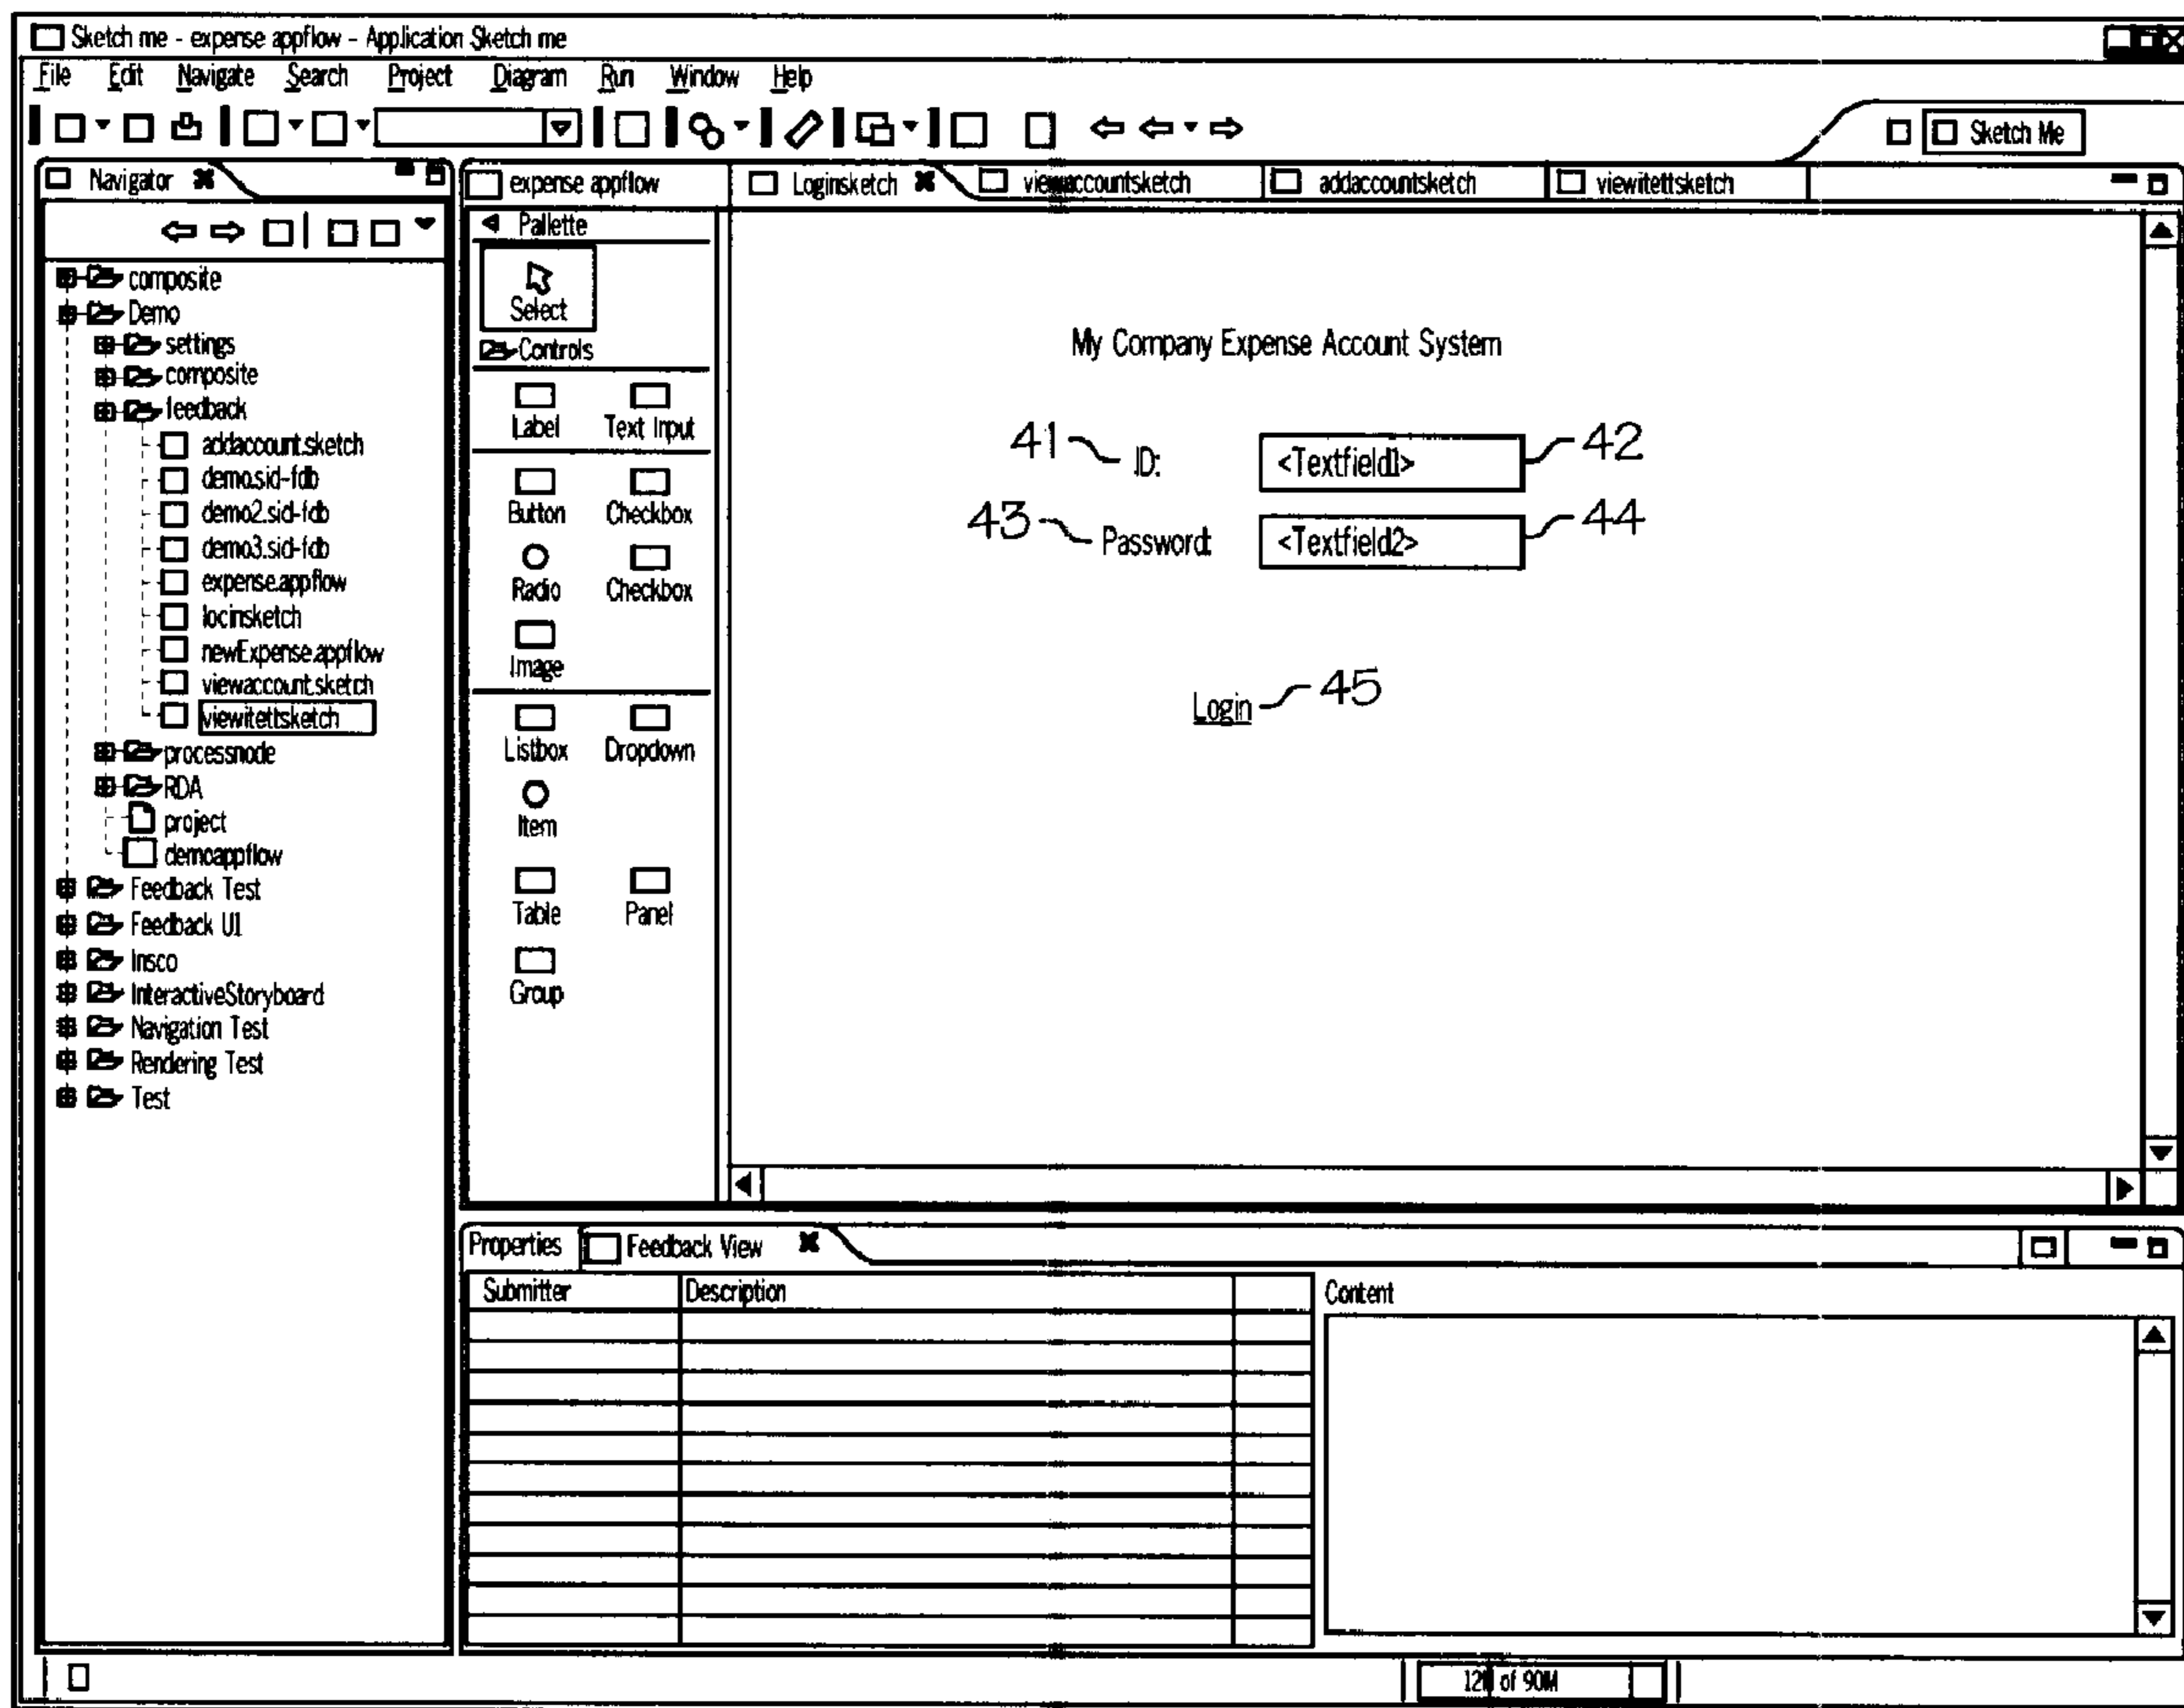 Sketch me - expense appflow - Application Sketch me
File Edit Navigate Search Project Diagram Run Window Help
Sketch Me
Navigator
composite
Demo
settings
composite
feedback
addaccount.sketch
demo.sid-fdb
demo2.sid-fdb
demo3.sid-fdb
expense.appflow
locinsketch
newExpense.appflow
viewaccount.sketch
viewitettsketch
processnode
RDA
project
demoappflow
Feedback Test
Feedback UI
Insco
InteractiveStoryboard
Navigation Test
Rendering Test
Test
expense appflow Loginsketch viewaccountsketch addaccountsketch viewitettsketch
Pallette
Select
Controls
Label Text Input
Button Checkbox
Radio Checkbox
Image
Listbox Dropdown
Item
Table Panel
Group
My Company Expense Account System
41 ID: <Textfield1> 42
43 Password: <Textfield2> 44
Login 45
Properties Feedback View
Submitter Description Content
of 90M